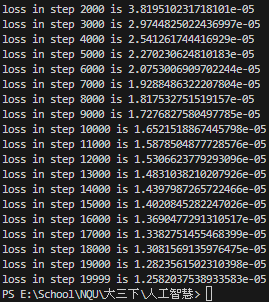 loss in step 2000 is 3.819510231718101e-05
loss in step 3000 is 2.9744825022436997e-05
loss in step 4000 is 2.541261744416929e-05
loss in step 5000 is 2.270230624810183e-05
loss in step 6000 is 2.0753006909702244e-05
loss in step 7000 is 1.9288486322207804e-05
loss in step 8000 is 1.817532751519157e-05
loss in step 9000 is 1.7276827580497785e-05
loss in step 10000 is 1.6521518867445798e-05
loss in step 11000 is 1.5878504877728576e-05
loss in step 12000 is 1.5306623779293096e-05
loss in step 13000 is 1.4831038210207926e-05
loss in step 14000 is 1.4397987265722466e-05
loss in step 15000 is 1.4020845282247026e-05
loss in step 16000 is 1.3690477291310517e-05
loss in step 17000 is 1.3382751455468399e-05
loss in step 18000 is 1.3081569135976475e-05
loss in step 19000 is 1.2823561502310398e-05
loss in step 19999 is 1.2582037538933583e-05
PS E:\School\NQU\大三下\人工智慧>